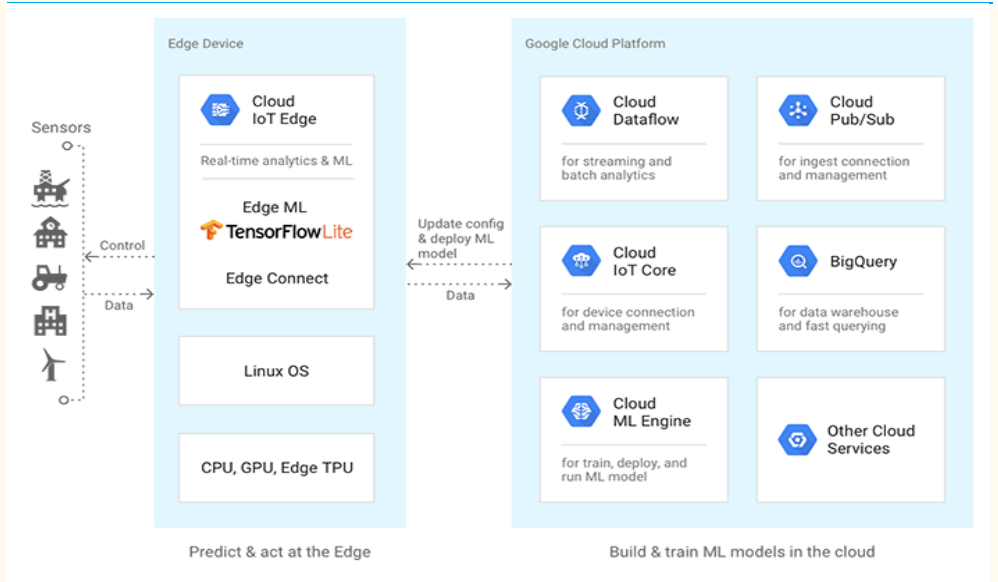 Sensors
Control
Data
Edge Device
Cloud
IoT Edge
Real-time analytics & ML
Edge ML
TensorFlowLite
Edge Connect
Linux OS
CPU, GPU, Edge TPU
Predict & act at the Edge
Update config
& deploy ML
model
Data
Google Cloud Platform
Cloud
Dataflow
for streaming and
batch analytics
Cloud
Pub/Sub
for ingest connection
and management
Cloud
IoT Core
for device connection
and management
BigQuery
for data warehouse
and fast querying
Cloud
ML Engine
for train, deploy, and
run ML model
Other Cloud
Services
Build & train ML models in the cloud